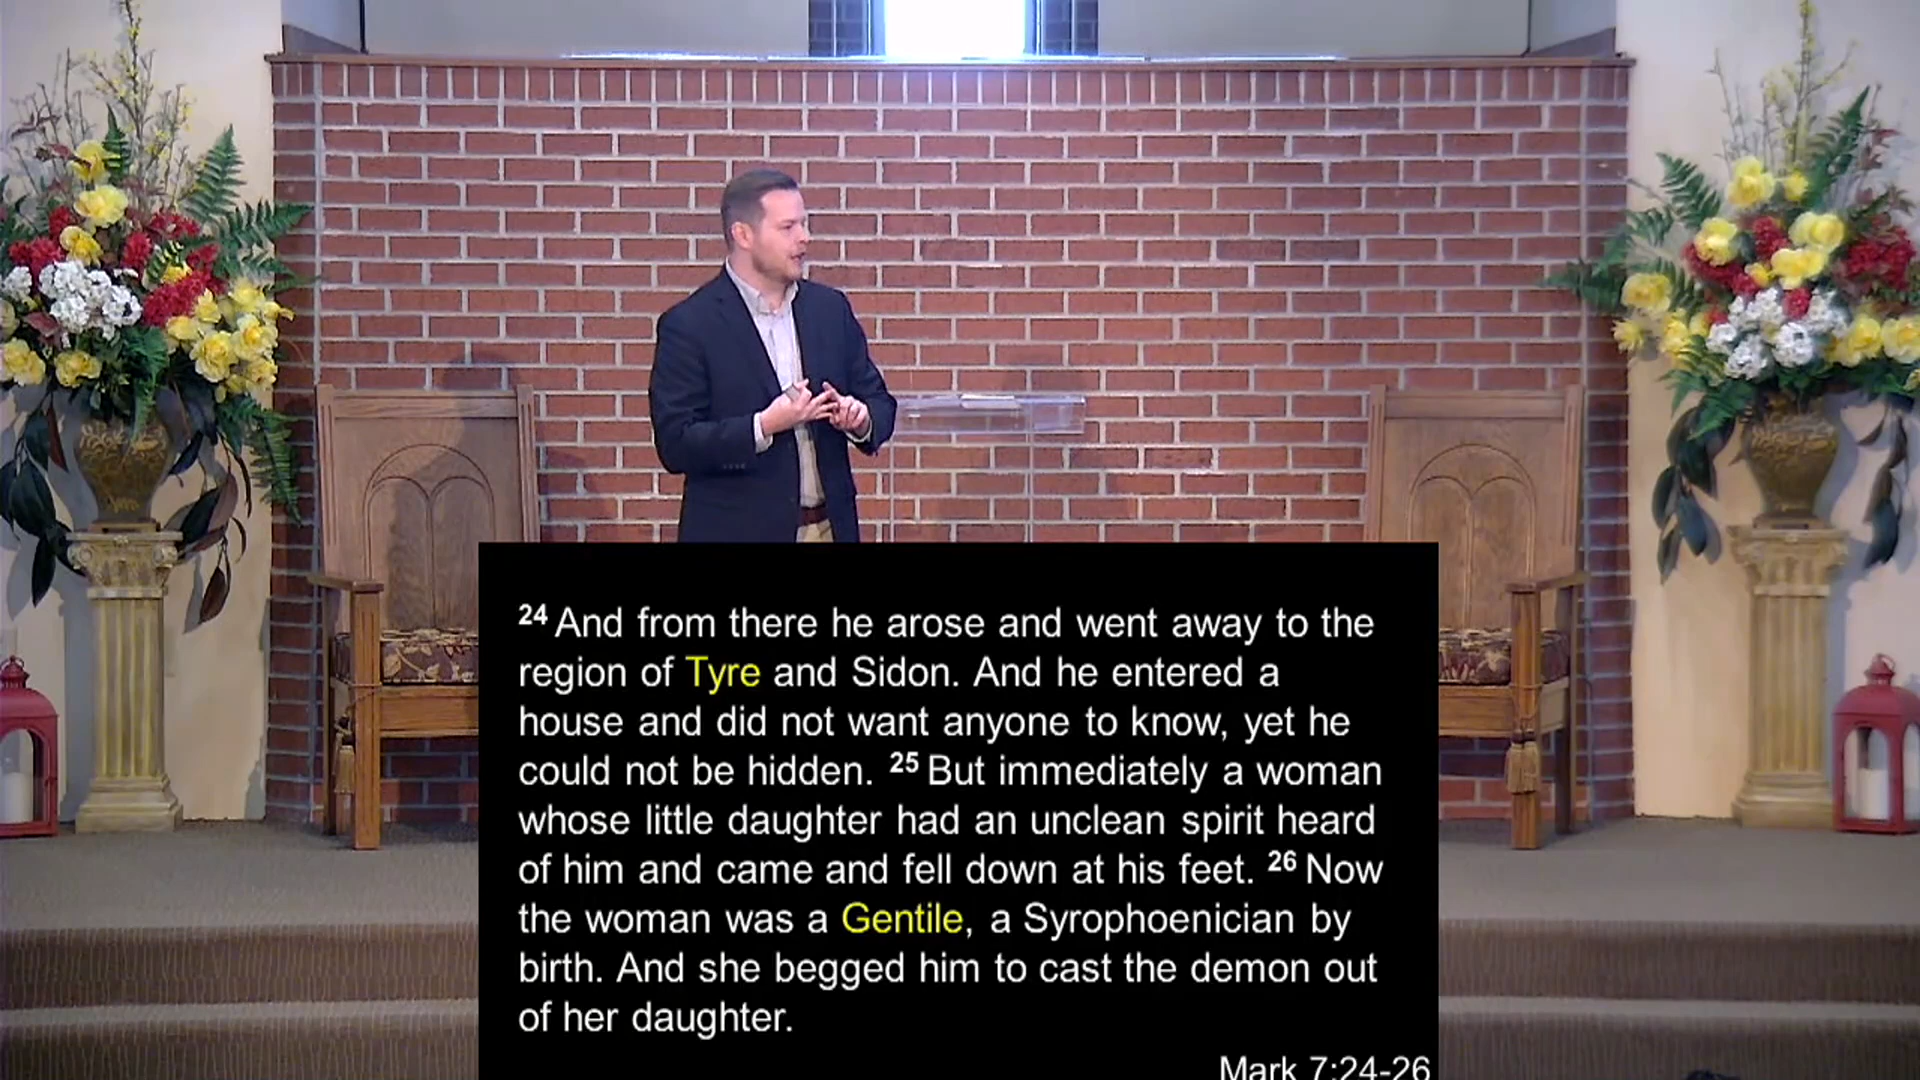 24 And from there he arose and went away to the
region of Tyre and Sidon. And he entered a
house and did not want anyone to know, yet he
could not be hidden. 25 But immediately a woman
whose little daughter had an unclean spirit heard
of him and came and fell down at his feet. 26 Now
the woman was a Gentile, a Syrophoenician by
birth. And she begged him to cast the demon out
of her daughter.
Mark 7:24-26